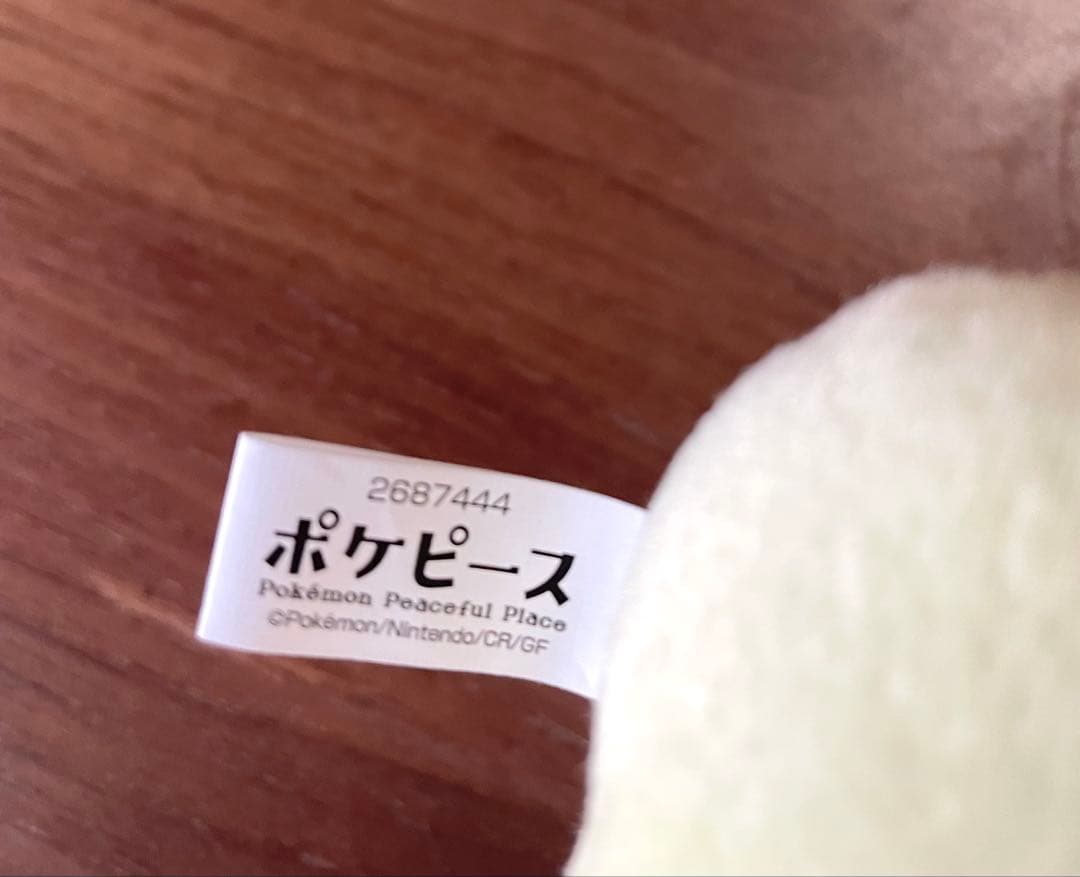 2687444
ポケピース
Pokémon Peaceful Place
©Pokémon/Nintendo/CR/GF